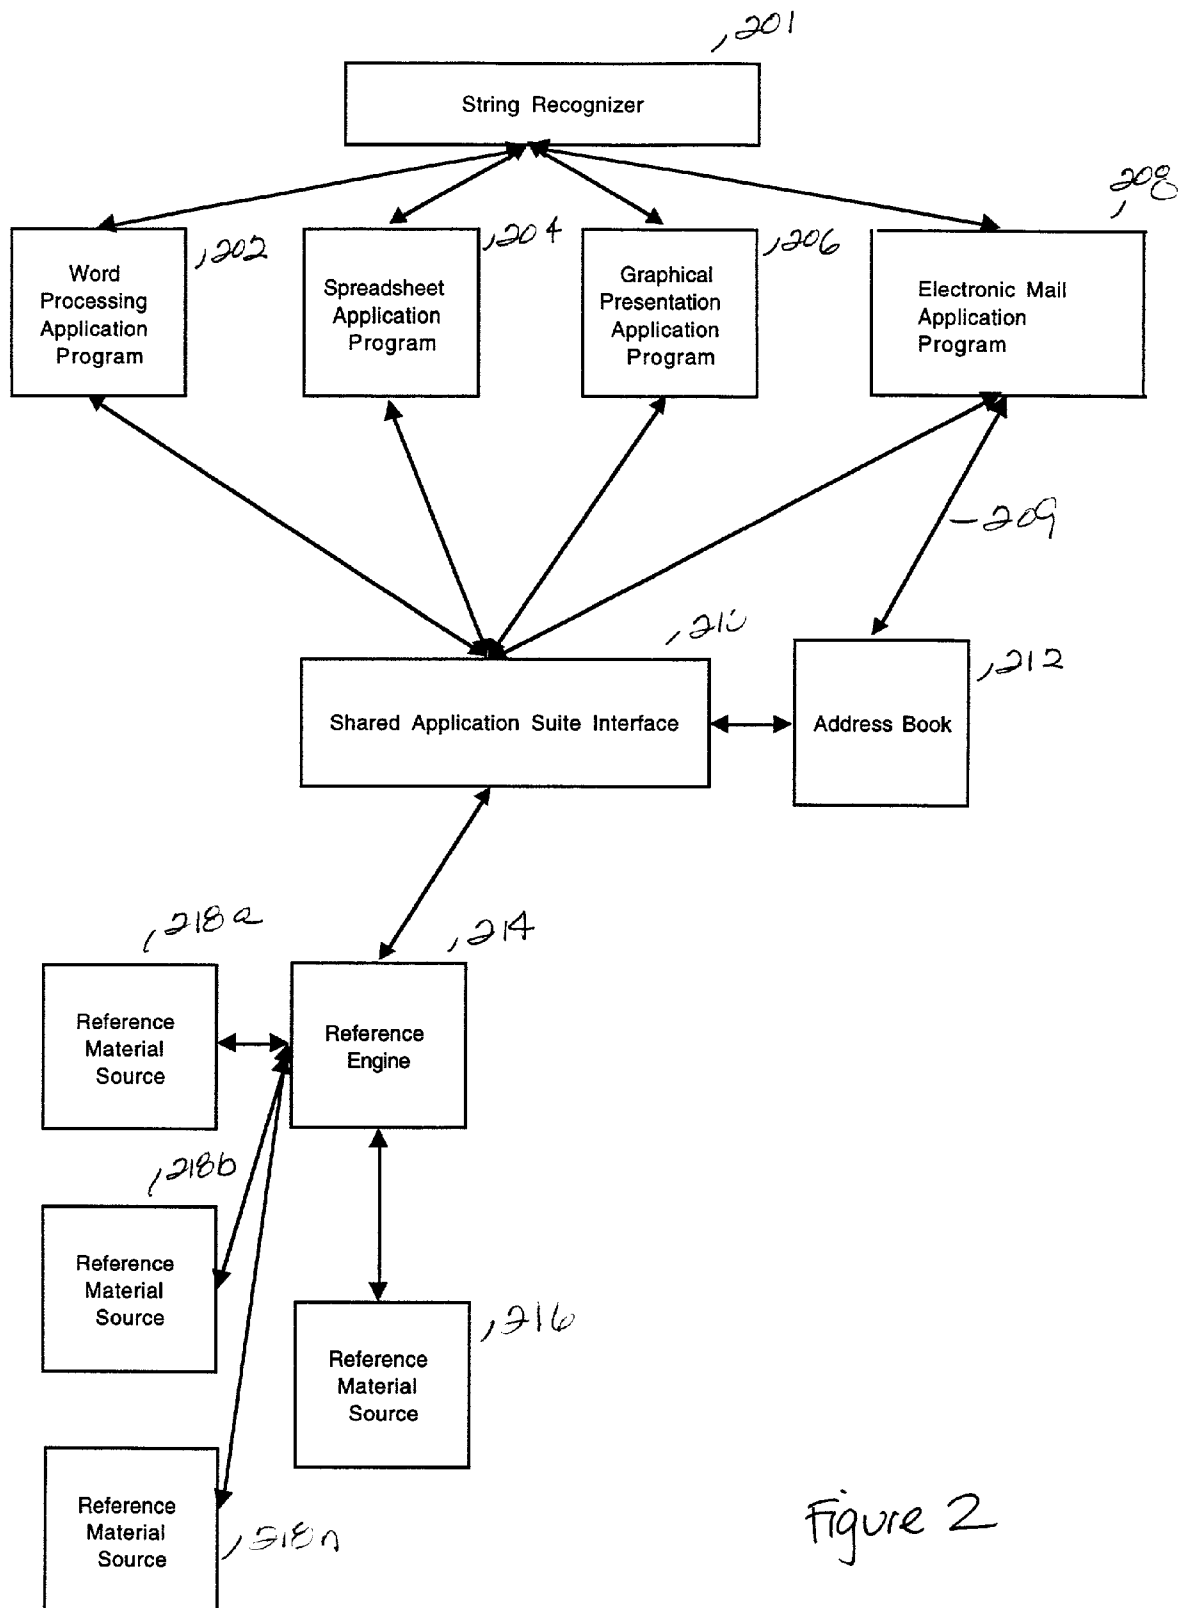 ,201
String Recognizer
,208
,202
,204
,206
Word
Processing
Application
Program
Spreadsheet
Application
Program
Graphical
Presentation
Application
Program
Electronic Mail
Application
Program
-209
,210
,212
Shared Application Suite Interface
Address Book
,218a
,214
Reference
Material
Source
Reference
Engine
,218b
Reference
Material
Source
,216
Reference
Material
Source
Reference
Material
Source
,218n
Figure 2